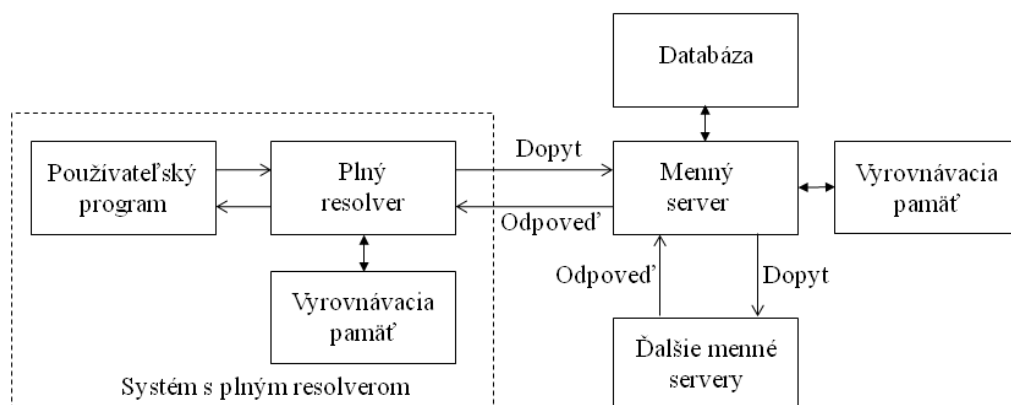 Databáza
Používateľský
program
Plný
resolver
Dopyt
Odpoveď
Menný
server
Vyrovnávacia
pamäť
Vyrovnávacia
pamäť
Odpoveď
Dopyt
Ďalšie menné
servery
Systém s plným resolverom